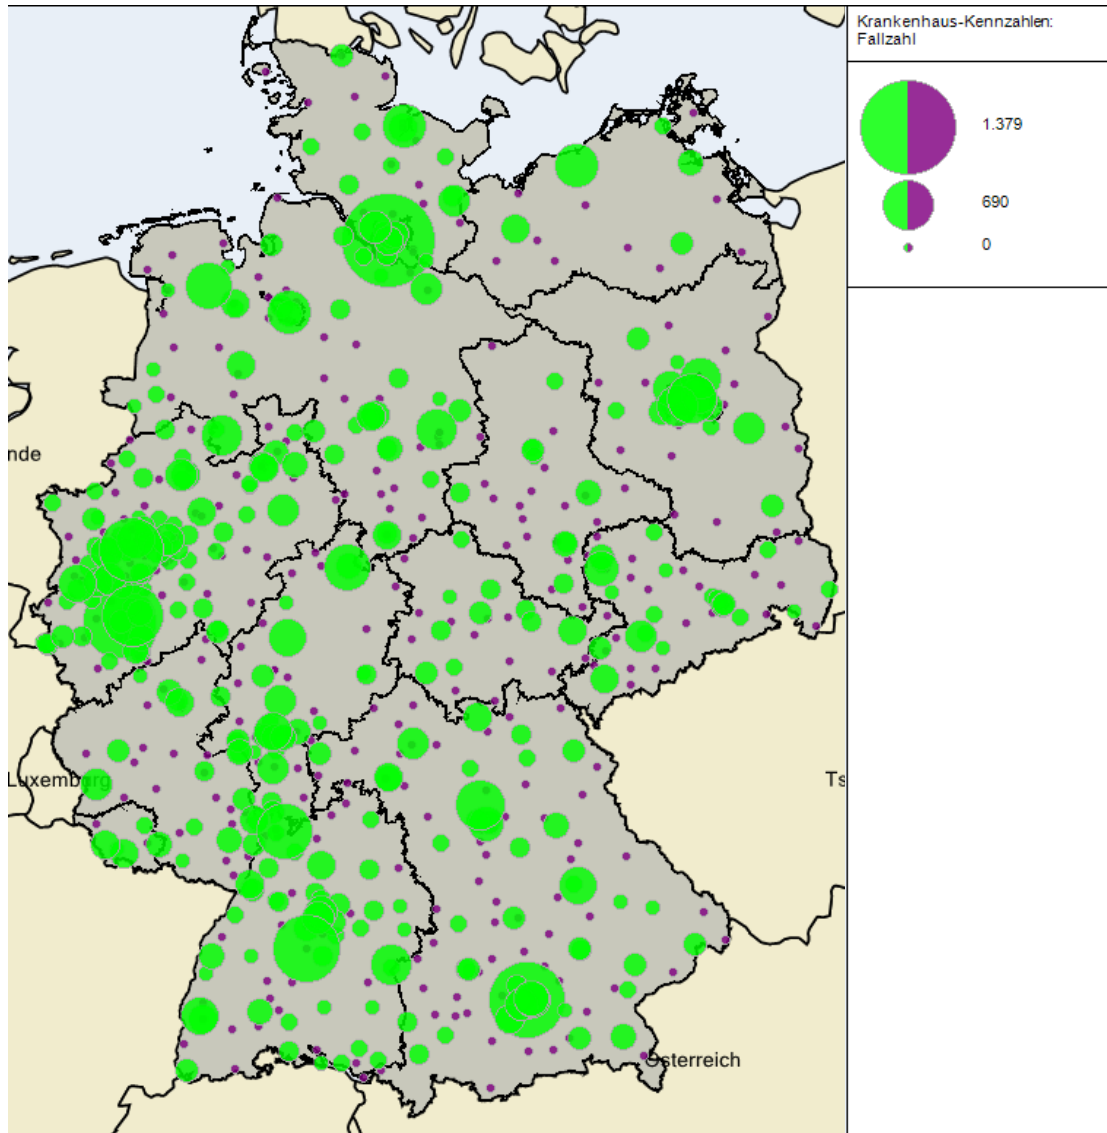 Krankenhaus-Kennzahlen:
Fallzahl
1.379
690
0
nde
Luxemburg
Ts
Österreich